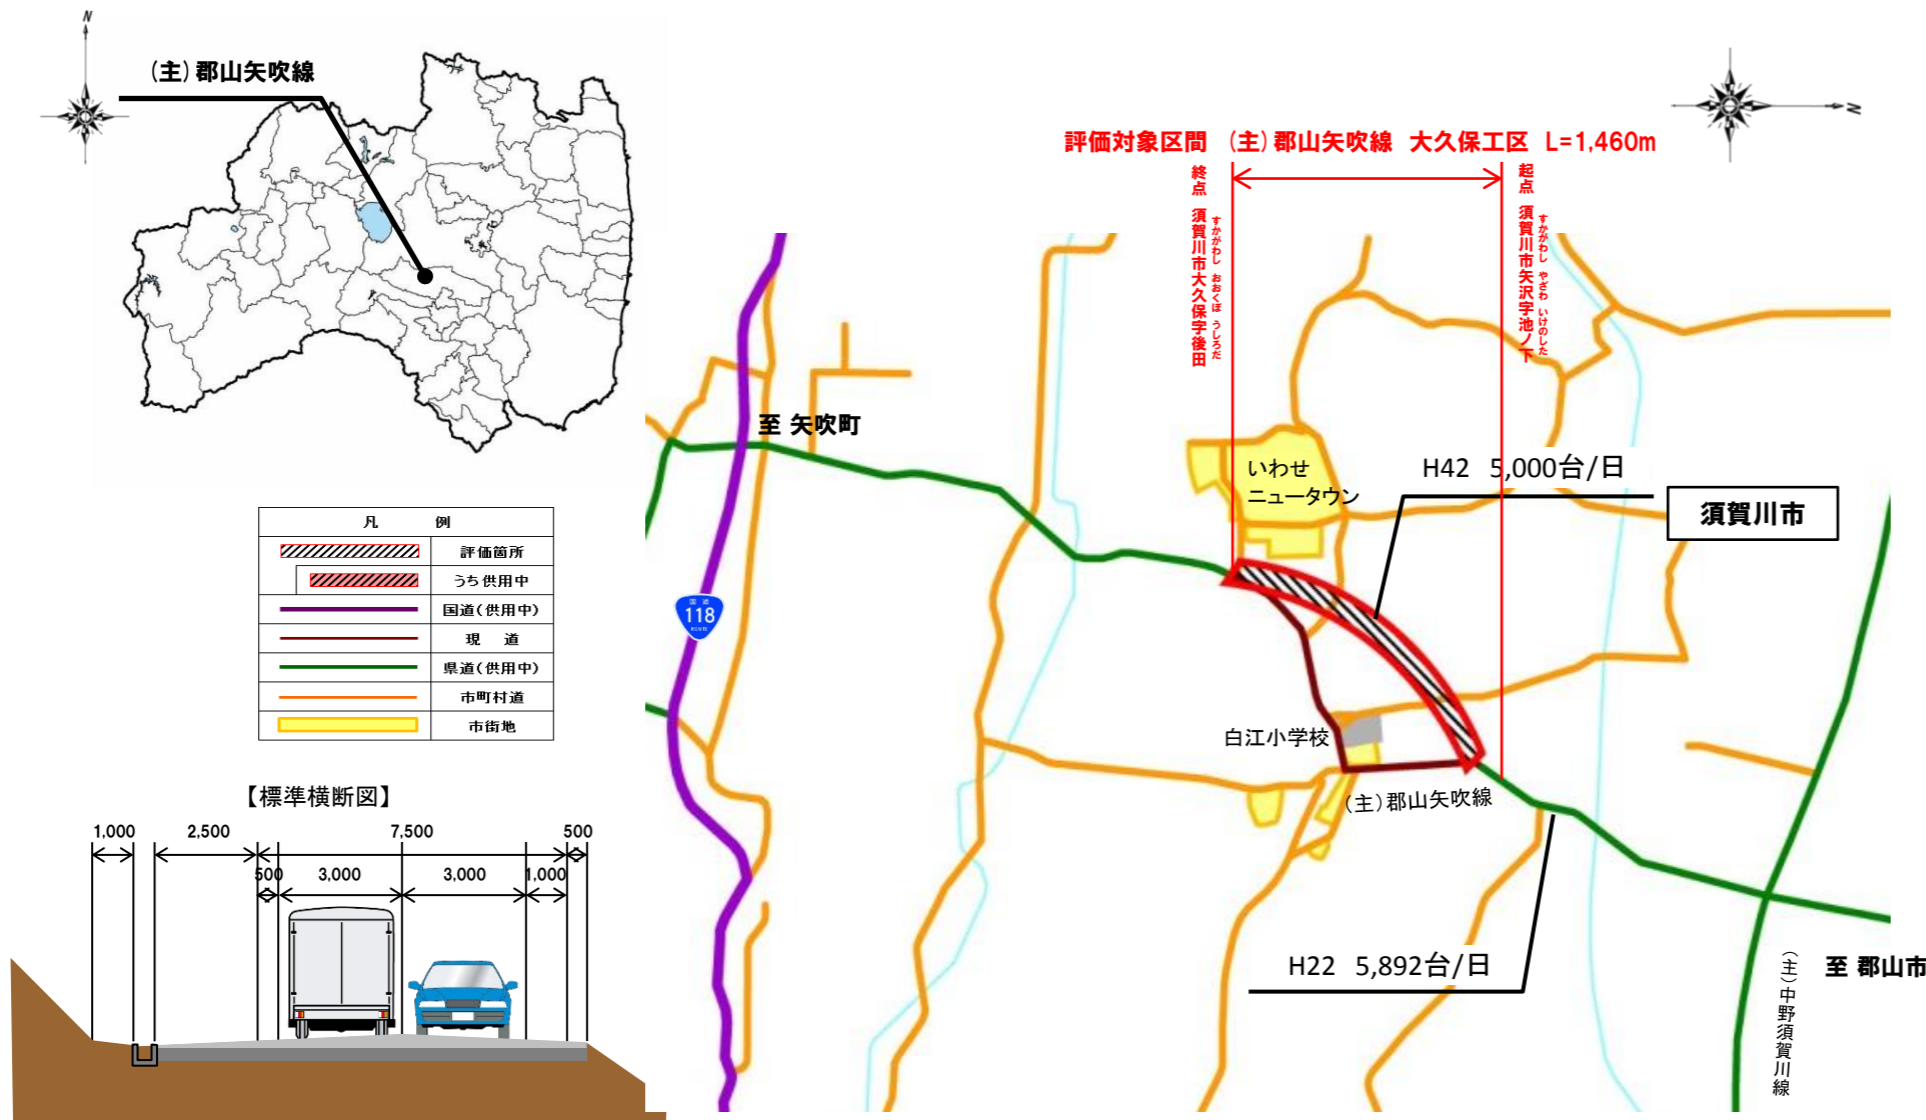 N
(主)郡山矢吹線
N
評価対象区間 (主)郡山矢吹線 大久保工区 L=1,460m
終点 須賀川市大久保字後田
すかがわし おおくぼ うしろだ
起点 須賀川市矢沢字池ノ下
すかがわし やざわ いけのした
至 矢吹町
いわせ
ニュータウン
H42 5,000台/日
須賀川市
凡 例
評価箇所
うち供用中
国道(供用中)
現 道
県道(供用中)
市町村道
市街地
国道
118
ROUTE
白江小学校
(主)郡山矢吹線
H22 5,892台/日
(主)中野須賀川線
至 郡山市
【標準横断図】
1,000 2,500 7,500 500
500 3,000 3,000 1,000